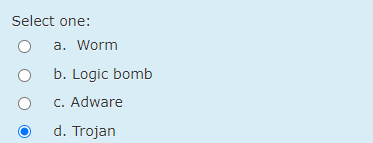 Select one:
a. Worm
b. Logic bomb
c. Adware
d. Trojan